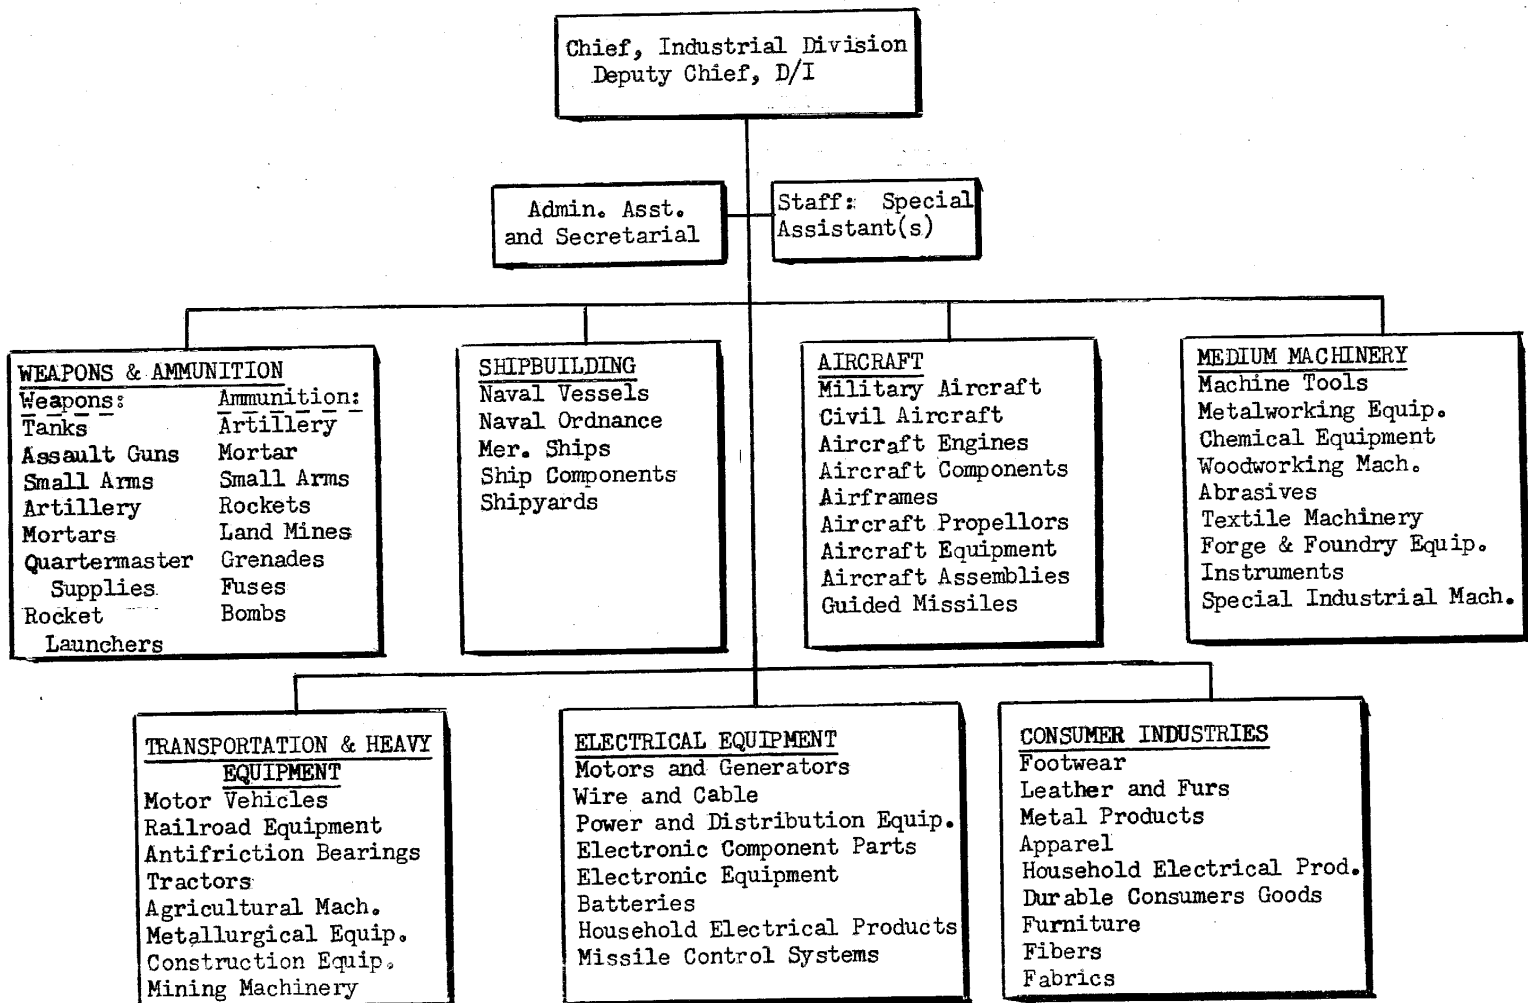 Chief, Industrial Division
Deputy Chief, D/I
Admin. Asst.
and Secretarial
Staff: Special
Assistant(s)
WEAPONS & AMMUNITION
Weapons: Ammunition:
Tanks Artillery
Assault Guns Mortar
Small Arms Small Arms
Artillery Rockets
Mortars Land Mines
Quartermaster Grenades
Supplies Fuses
Rocket Bombs
Launchers
SHIPBUILDING
Naval Vessels
Naval Ordnance
Mer. Ships
Ship Components
Shipyards
AIRCRAFT
Military Aircraft
Civil Aircraft
Aircraft Engines
Aircraft Components
Airframes
Aircraft Propellors
Aircraft Equipment
Aircraft Assemblies
Guided Missiles
MEDIUM MACHINERY
Machine Tools
Metalworking Equip.
Chemical Equipment
Woodworking Mach.
Abrasives
Textile Machinery
Forge & Foundry Equip.
Instruments
Special Industrial Mach.
TRANSPORTATION & HEAVY
EQUIPMENT
Motor Vehicles
Railroad Equipment
Antifriction Bearings
Tractors
Agricultural Mach.
Metallurgical Equip.
Construction Equip.
Mining Machinery
ELECTRICAL EQUIPMENT
Motors and Generators
Wire and Cable
Power and Distribution Equip.
Electronic Component Parts
Electronic Equipment
Batteries
Household Electrical Products
Missile Control Systems
CONSUMER INDUSTRIES
Footwear
Leather and Furs
Metal Products
Apparel
Household Electrical Prod.
Durable Consumers Goods
Furniture
Fibers
Fabrics